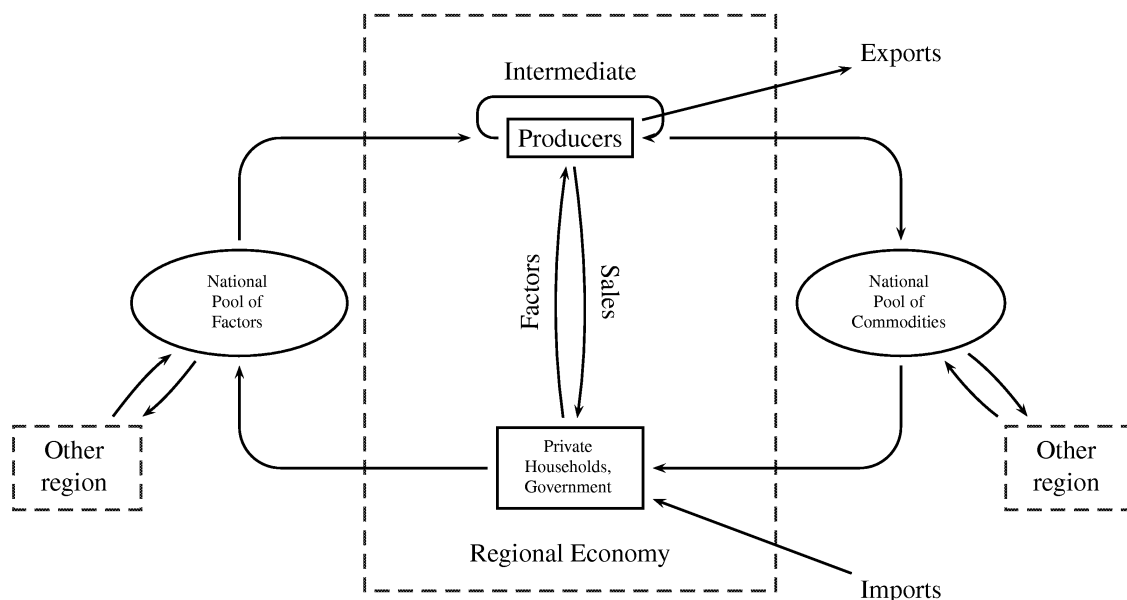 Exports
Intermediate
Producers
National
Pool of
Factors
Factors
Sales
National
Pool of
Commodities
Other
region
Private
Households,
Government
Other
region
Regional Economy
Imports